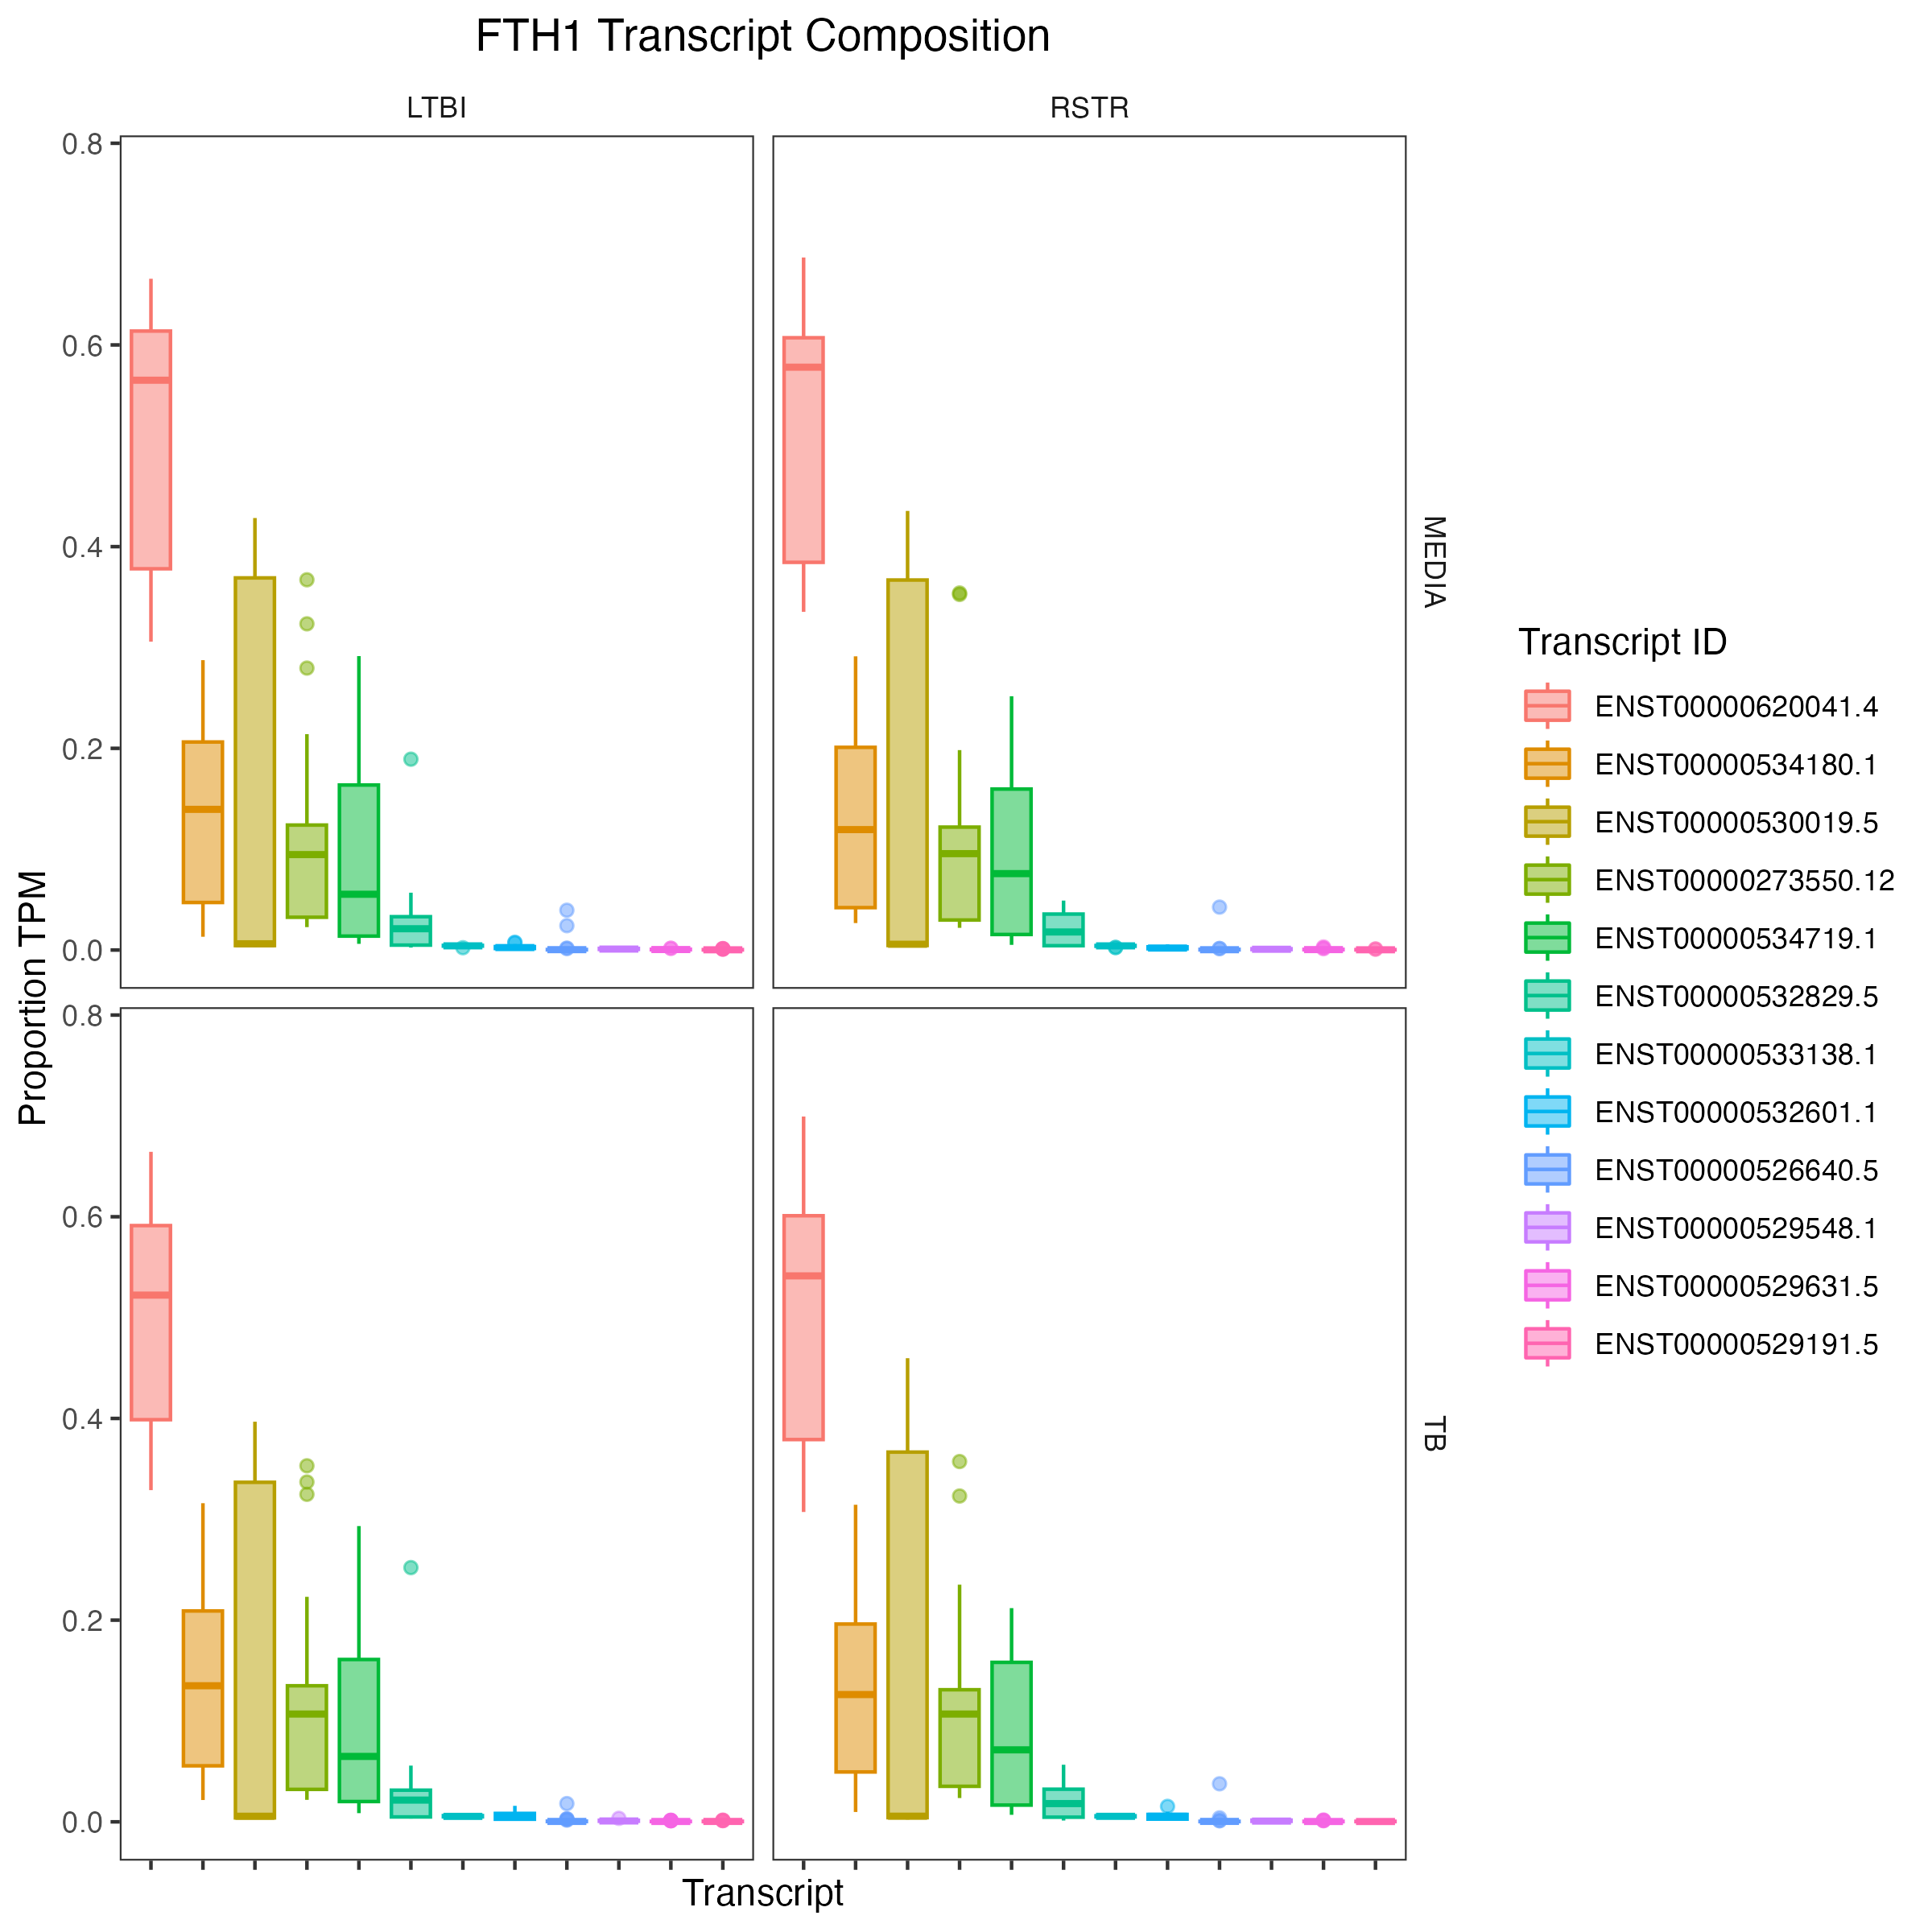 FTH1 Transcript Composition
LTBI
RSTR
0.8
0.6
0.4
0.2
0.0
MEDIA
0.8
0.6
0.4
0.2
0.0
TB
Proportion TPM
Transcript
Transcript ID
ENST00000620041.4
ENST00000534180.1
ENST00000530019.5
ENST00000273550.12
ENST00000534719.1
ENST00000532829.5
ENST00000533138.1
ENST00000532601.1
ENST00000526640.5
ENST00000529548.1
ENST00000529631.5
ENST00000529191.5